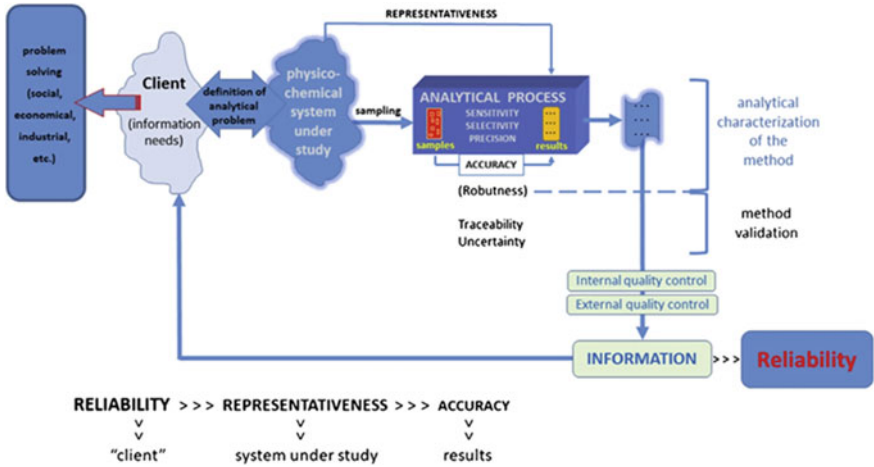 REPRESENTATIVENESS
problem
solving
(social,
economical,
industrial,
etc.)
Client
(information
needs)
definition of
analytical
problem
physico-
chemical
system
under
study
sampling
ANALYTICAL PROCESS
SENSITIVITY
SELECTIVITY
PRECISION
samples
results
ACCURACY
(Robutness)
Traceability
Uncertainty
analytical
characterization
of the
method
method
validation
Internal quality control
External quality control
INFORMATION
>>>
Reliability
RELIABILITY >>> REPRESENTATIVENESS >>> ACCURACY
"client" system under study results